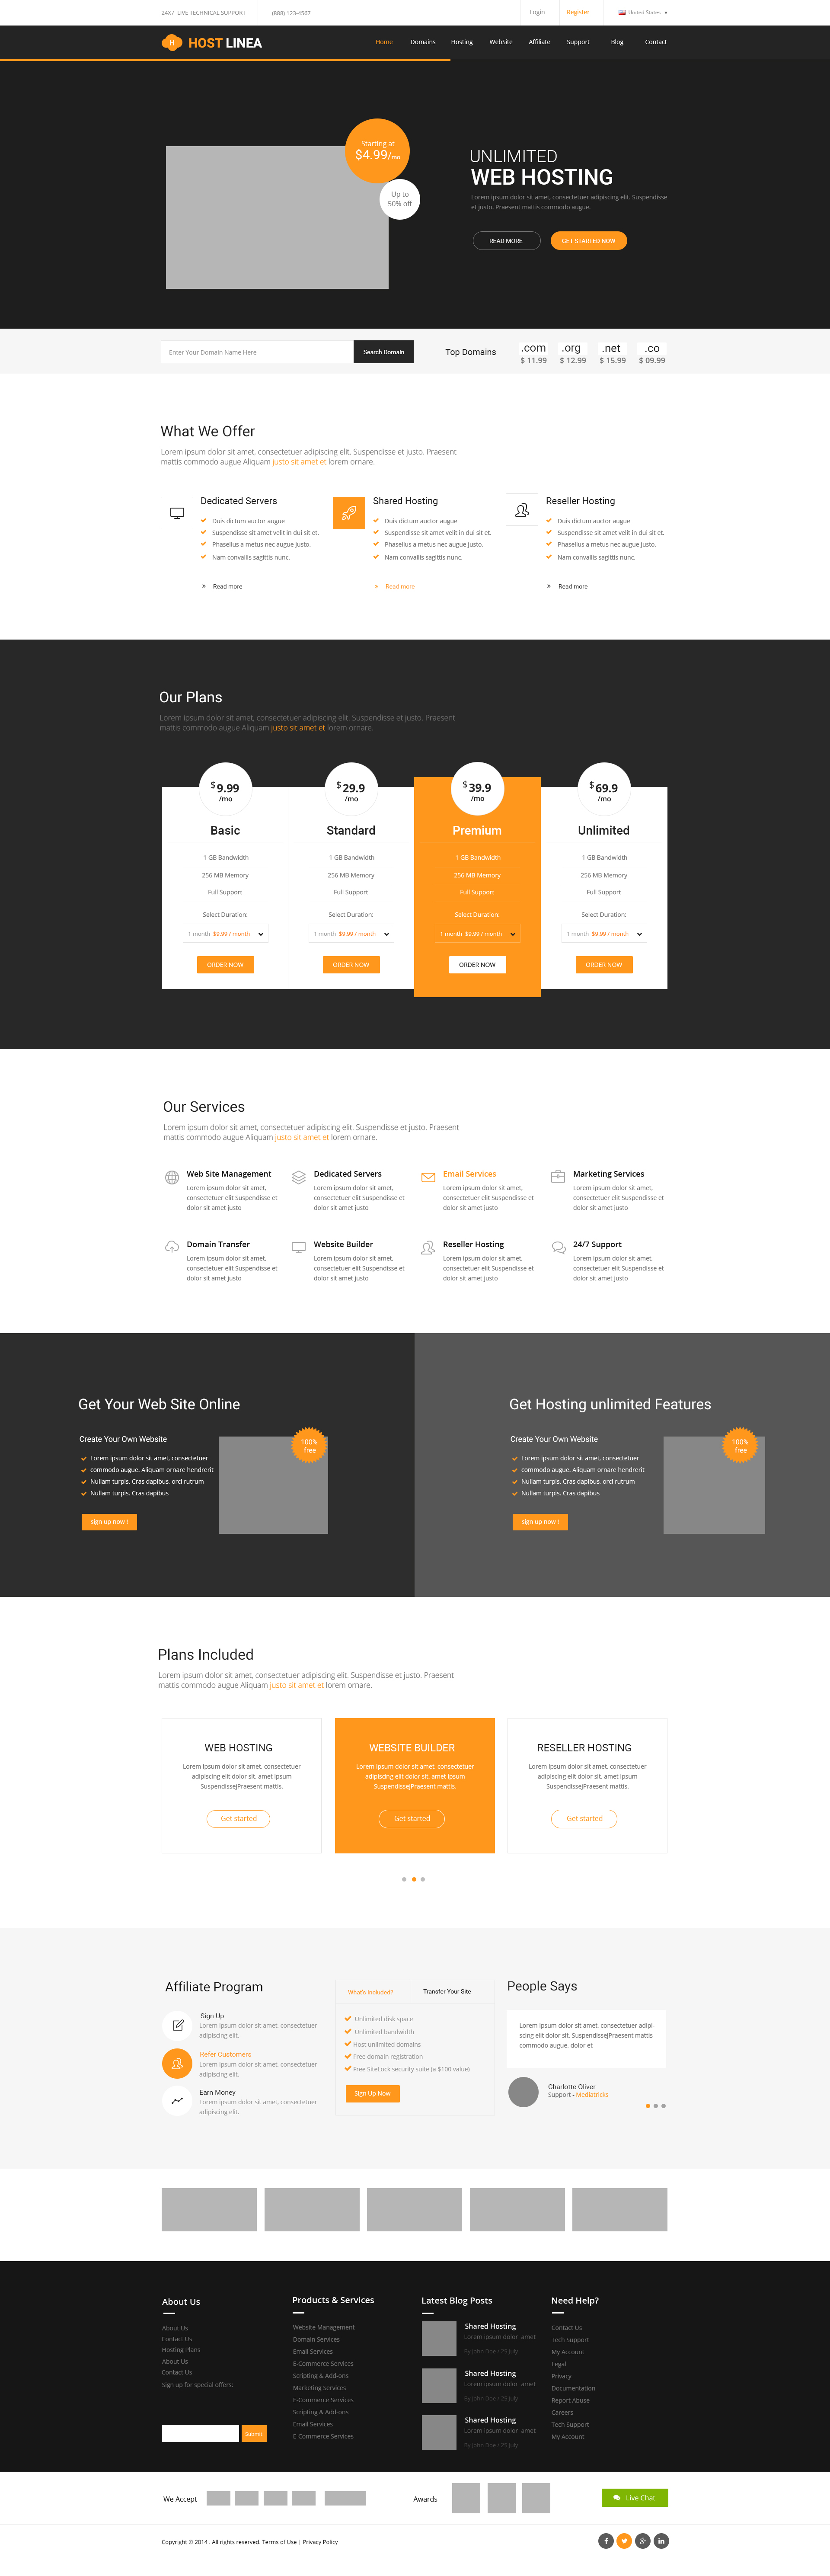 24X7 LIVE TECHNICAL SUPPORT
(888) 123-4567
Login
Register
United States
H HOST LINEA
Home Domains Hosting WebSite Affiliate Support Blog Contact
Starting at
$4.99/mo
Up to
50% off
UNLIMITED
WEB HOSTING
Lorem ipsum dolor sit amet, consectetuer adipiscing elit. Suspendisse
et justo. Praesent mattis commodo augue.
READ MORE
GET STARTED NOW
Enter Your Domain Name Here
Search Domain
Top Domains
.com .org .net .co
$ 11.99 $ 12.99 $ 15.99 $ 09.99
What We Offer
Lorem ipsum dolor sit amet, consectetuer adipiscing elit. Suspendisse et justo. Praesent
mattis commodo augue Aliquam justo sit amet et lorem ornare.
Dedicated Servers
Duis dictum auctor augue
Suspendisse sit amet velit in dui sit et.
Phasellus a metus nec augue justo.
Nam convallis sagittis nunc.
» Read more
Shared Hosting
Duis dictum auctor augue
Suspendisse sit amet velit in dui sit et.
Phasellus a metus nec augue justo.
Nam convallis sagittis nunc.
» Read more
Reseller Hosting
Duis dictum auctor augue
Suspendisse sit amet velit in dui sit et.
Phasellus a metus nec augue justo.
Nam convallis sagittis nunc.
» Read more
Our Plans
Lorem ipsum dolor sit amet, consectetuer adipiscing elit. Suspendisse et justo. Praesent
mattis commodo augue Aliquam justo sit amet et lorem ornare.
$ 9.99
/mo
Basic
1 GB Bandwidth
256 MB Memory
Full Support
Select Duration:
1 month $9.99 / month
ORDER NOW
$ 29.9
/mo
Standard
1 GB Bandwidth
256 MB Memory
Full Support
Select Duration:
1 month $9.99 / month
ORDER NOW
$ 39.9
/mo
Premium
1 GB Bandwidth
256 MB Memory
Full Support
Select Duration:
1 month $9.99 / month
ORDER NOW
$ 69.9
/mo
Unlimited
1 GB Bandwidth
256 MB Memory
Full Support
Select Duration:
1 month $9.99 / month
ORDER NOW
Our Services
Lorem ipsum dolor sit amet, consectetuer adipiscing elit. Suspendisse et justo. Praesent
mattis commodo augue Aliquam justo sit amet et lorem ornare.
Web Site Management
Lorem ipsum dolor sit amet,
consectetuer elit Suspendisse et
dolor sit amet justo
Dedicated Servers
Lorem ipsum dolor sit amet,
consectetuer elit Suspendisse et
dolor sit amet justo
Email Services
Lorem ipsum dolor sit amet,
consectetuer elit Suspendisse et
dolor sit amet justo
Marketing Services
Lorem ipsum dolor sit amet,
consectetuer elit Suspendisse et
dolor sit amet justo
Domain Transfer
Lorem ipsum dolor sit amet,
consectetuer elit Suspendisse et
dolor sit amet justo
Website Builder
Lorem ipsum dolor sit amet,
consectetuer elit Suspendisse et
dolor sit amet justo
Reseller Hosting
Lorem ipsum dolor sit amet,
consectetuer elit Suspendisse et
dolor sit amet justo
24/7 Support
Lorem ipsum dolor sit amet,
consectetuer elit Suspendisse et
dolor sit amet justo
Get Your Web Site Online
Create Your Own Website
Lorem ipsum dolor sit amet, consectetuer
commodo augue. Aliquam ornare hendrerit
Nullam turpis. Cras dapibus, orci rutrum
Nullam turpis. Cras dapibus
sign up now !
100%
free
Get Hosting unlimited Features
Create Your Own Website
Lorem ipsum dolor sit amet, consectetuer
commodo augue. Aliquam ornare hendrerit
Nullam turpis. Cras dapibus, orci rutrum
Nullam turpis. Cras dapibus
sign up now !
100%
free
Plans Included
Lorem ipsum dolor sit amet, consectetuer adipiscing elit. Suspendisse et justo. Praesent
mattis commodo augue Aliquam justo sit amet et lorem ornare.
WEB HOSTING
Lorem ipsum dolor sit amet, consectetuer
adipiscing elit dolor sit. amet ipsum
SuspendissejPraesent mattis.
Get started
WEBSITE BUILDER
Lorem ipsum dolor sit amet, consectetuer
adipiscing elit dolor sit. amet ipsum
SuspendissejPraesent mattis.
Get started
RESELLER HOSTING
Lorem ipsum dolor sit amet, consectetuer
adipiscing elit dolor sit. amet ipsum
SuspendissejPraesent mattis.
Get started
Affiliate Program
Sign Up
Lorem ipsum dolor sit amet, consectetuer
adipiscing elit.
Refer Customers
Lorem ipsum dolor sit amet, consectetuer
adipiscing elit.
Earn Money
Lorem ipsum dolor sit amet, consectetuer
adipiscing elit.
What's Included?
Transfer Your Site
Unlimited disk space
Unlimited bandwidth
Host unlimited domains
Free domain registration
Free SiteLock security suite (a $100 value)
Sign Up Now
People Says
Lorem ipsum dolor sit amet, consectetuer adipi-
scing elit dolor sit. SuspendissejPraesent mattis
commodo augue. dolor et
Charlotte Oliver
Support - Mediatricks
About Us
About Us
Contact Us
Hosting Plans
About Us
Contact Us
Sign up for special offers:
Submit
Products & Services
Website Management
Domain Services
Email Services
E-Commerce Services
Scripting & Add-ons
Marketing Services
E-Commerce Services
Scripting & Add-ons
Email Services
E-Commerce Services
Latest Blog Posts
Shared Hosting
Lorem ipsum dolor amet
By John Doe / 25 July
Shared Hosting
Lorem ipsum dolor amet
By John Doe / 25 July
Shared Hosting
Lorem ipsum dolor amet
By John Doe / 25 July
Need Help?
Contact Us
Tech Support
My Account
Legal
Privacy
Documentation
Report Abuse
Careers
Tech Support
My Account
We Accept
Awards
Live Chat
Copyright © 2014 . All rights reserved. Terms of Use | Privacy Policy